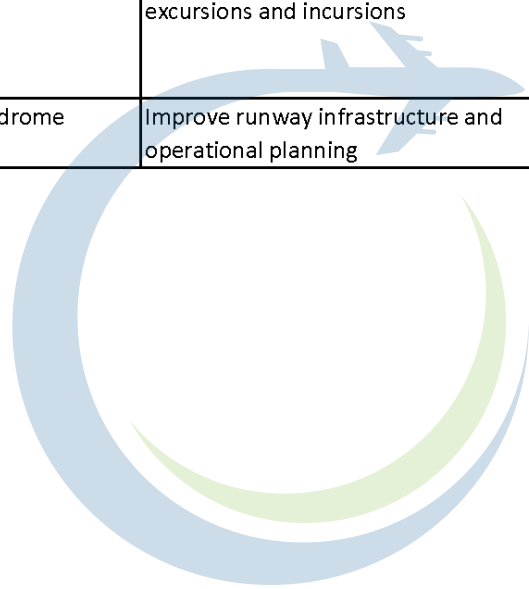 excursions and incursions
drome
Improve runway infrastructure and
operational planning